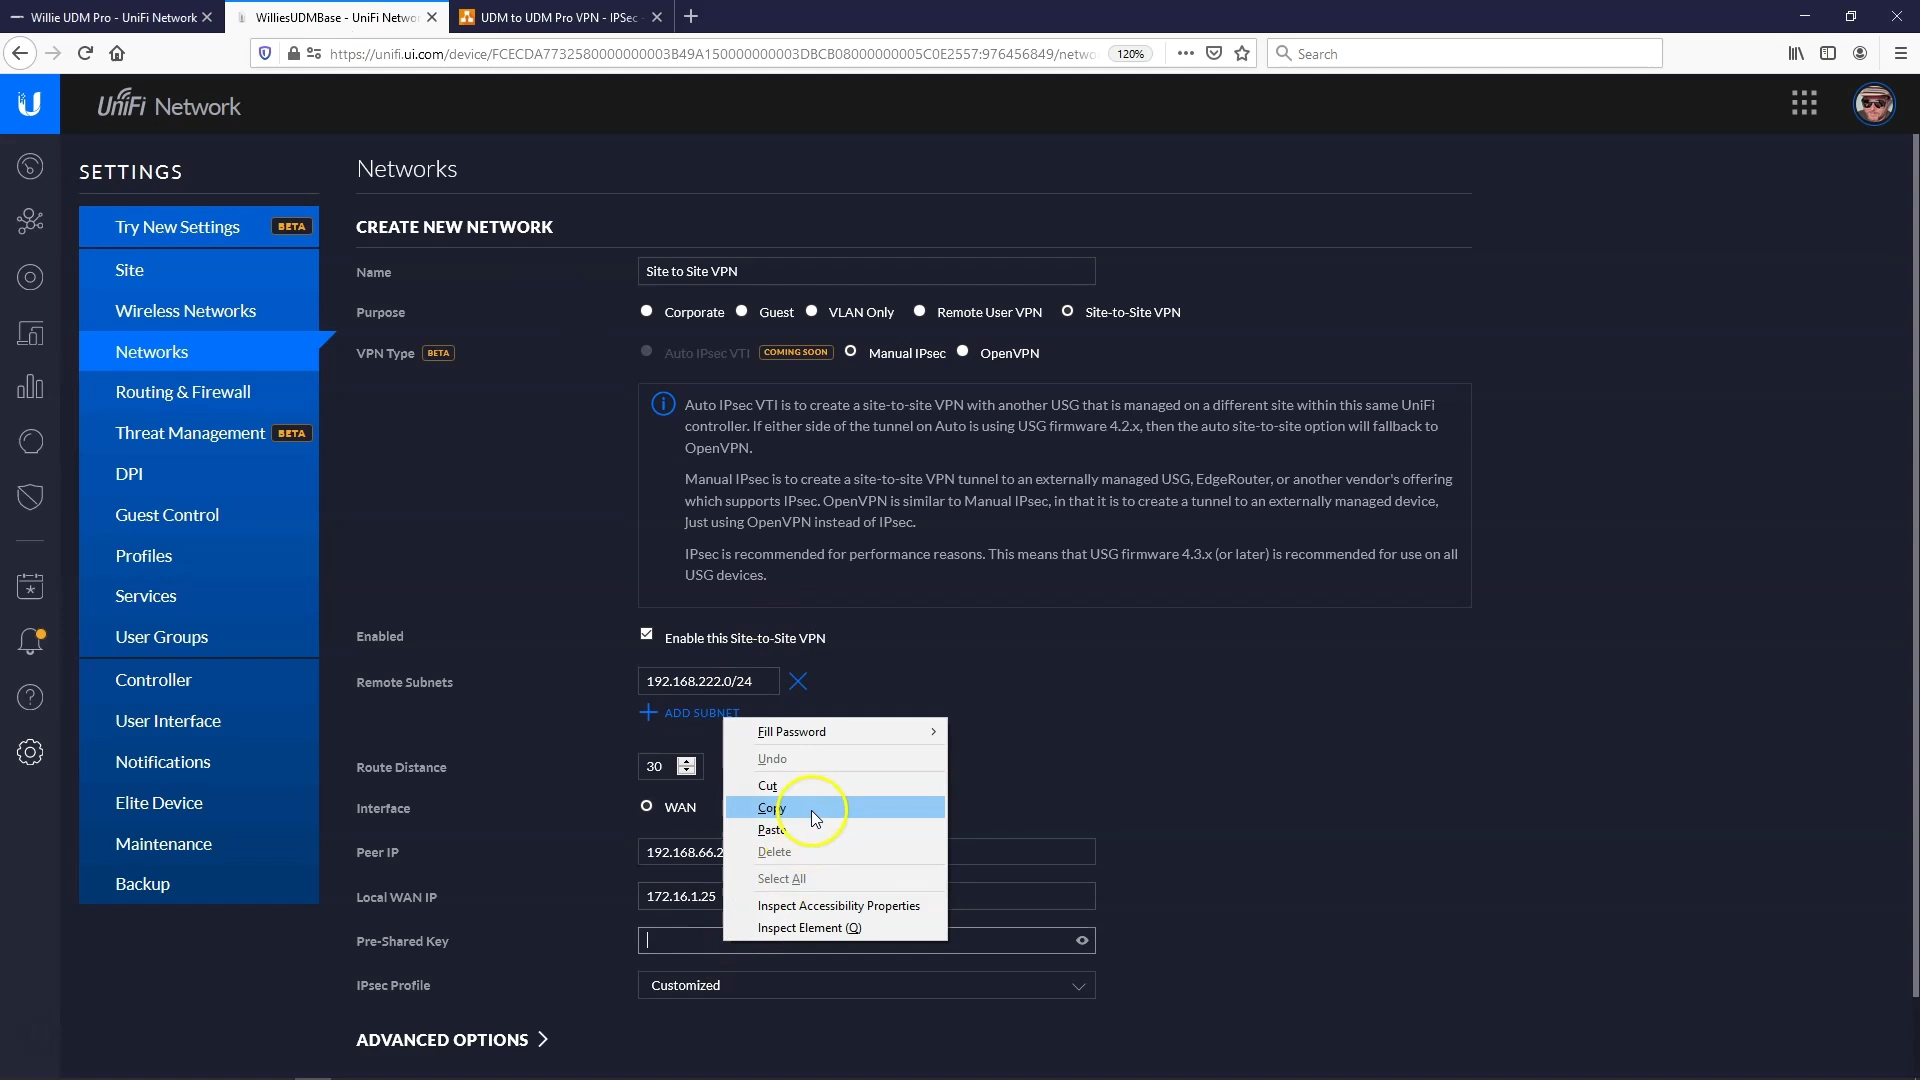 Willie UDM Pro - UniFi Network
WilliesUDMBase - UniFi Netwo
UDM to UDM Pro VPN - IPSec
https://unifi.ui.com/device/FCECDA7732580000000003B49A150000000003DBCB08000000005C0E2557:976456849/netwo
120%
Search
UniFi Network
SETTINGS
Try New Settings BETA
Site
Wireless Networks
Networks
Routing & Firewall
Threat Management BETA
DPI
Guest Control
Profiles
Services
User Groups
Controller
User Interface
Notifications
Elite Device
Maintenance
Backup
Networks
CREATE NEW NETWORK
Name Site to Site VPN
Purpose Corporate Guest VLAN Only Remote User VPN Site-to-Site VPN
VPN Type BETA Auto IPsec VTI COMING SOON Manual IPsec OpenVPN
Auto IPsec VTI is to create a site-to-site VPN with another USG that is managed on a different site within this same UniFi
controller. If either side of the tunnel on Auto is using USG firmware 4.2.x, then the auto site-to-site option will fallback to
OpenVPN.
Manual IPsec is to create a site-to-site VPN tunnel to an externally managed USG, EdgeRouter, or another vendor's offering
which supports IPsec. OpenVPN is similar to Manual IPsec, in that it is to create a tunnel to an externally managed device,
just using OpenVPN instead of IPsec.
IPsec is recommended for performance reasons. This means that USG firmware 4.3.x (or later) is recommended for use on all
USG devices.
Enabled Enable this Site-to-Site VPN
Remote Subnets 192.168.222.0/24
ADD SUBNET
Route Distance 30
Interface WAN
Peer IP 192.168.66.2
Local WAN IP 172.16.1.25
Pre-Shared Key
IPsec Profile Customized
ADVANCED OPTIONS
Fill Password
Undo
Cut
Copy
Paste
Delete
Select All
Inspect Accessibility Properties
Inspect Element (Q)